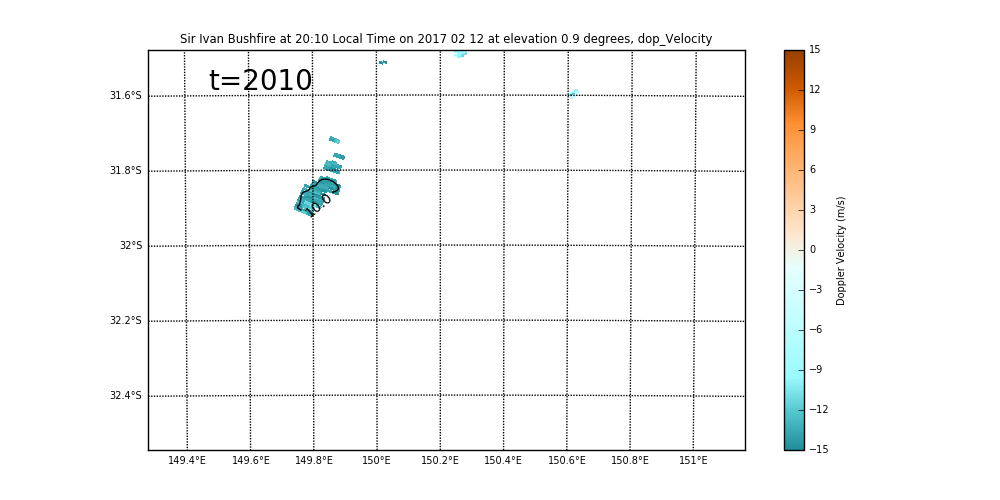 Sir Ivan Bushfire at 20:10 Local Time on 2017 02 12 at elevation 0.9 degrees, dop_Velocity
t=2010
31.6°S
31.8°S
32°S
32.2°S
32.4°S
10.0
149.4°E 149.6°E 149.8°E 150°E 150.2°E 150.4°E 150.6°E 150.8°E 151°E
15
12
9
6
3
0
−3
−6
−9
−12
−15
Doppler Velocity (m/s)